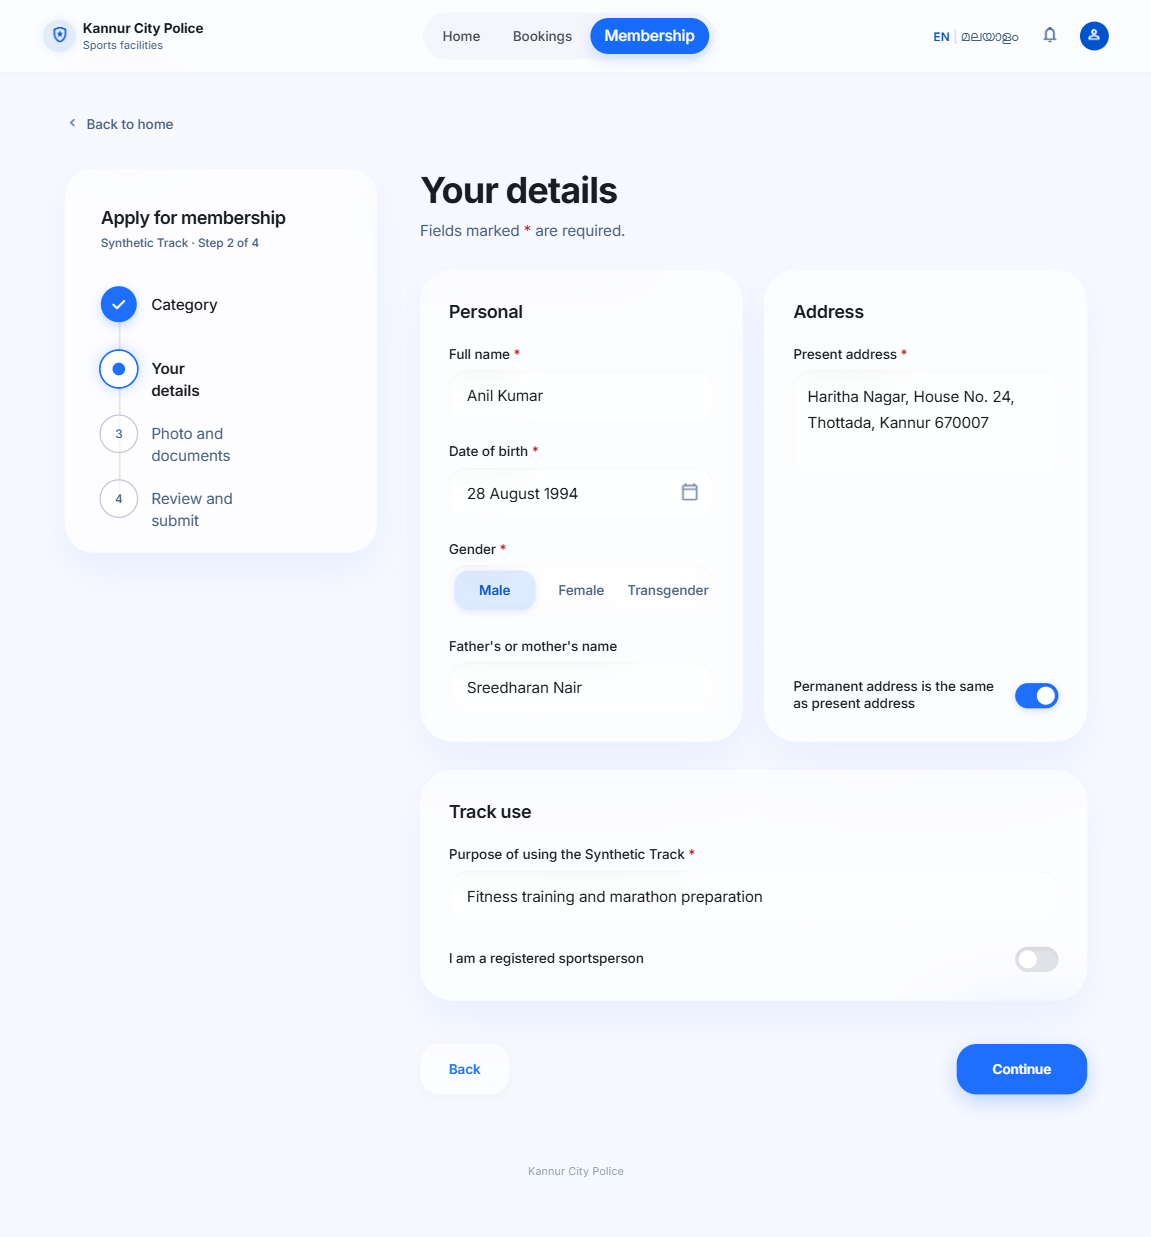 Kannur City Police
Sports facilities
Home
Bookings
Membership
EN | മലയാളം
Back to home
Apply for membership
Synthetic Track · Step 2 of 4
Category
Your
details
3
Photo and
documents
4
Review and
submit
Your details
Fields marked * are required.
Personal
Full name *
Anil Kumar
Date of birth *
28 August 1994
Gender *
Male
Female
Transgender
Father's or mother's name
Sreedharan Nair
Address
Present address *
Haritha Nagar, House No. 24,
Thottada, Kannur 670007
Permanent address is the same
as present address
Track use
Purpose of using the Synthetic Track *
Fitness training and marathon preparation
I am a registered sportsperson
Back
Continue
Kannur City Police